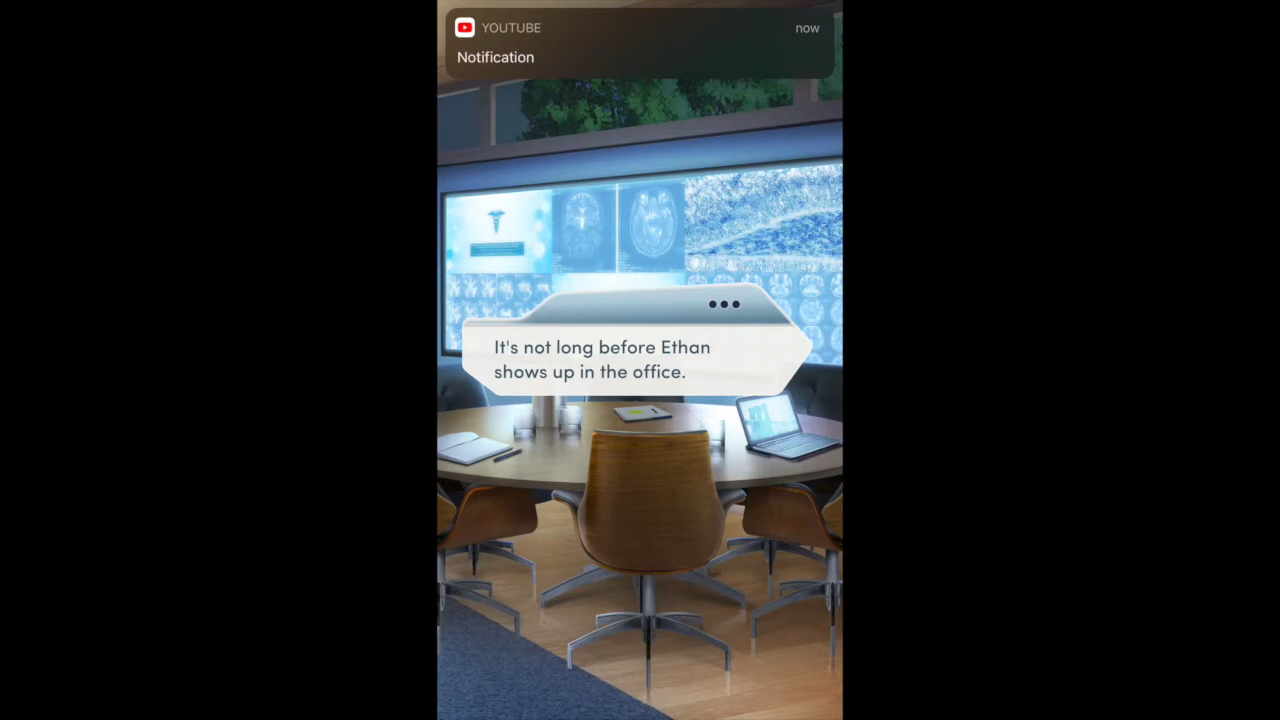 YOUTUBE now
Notification
It's not long before Ethan
shows up in the office.